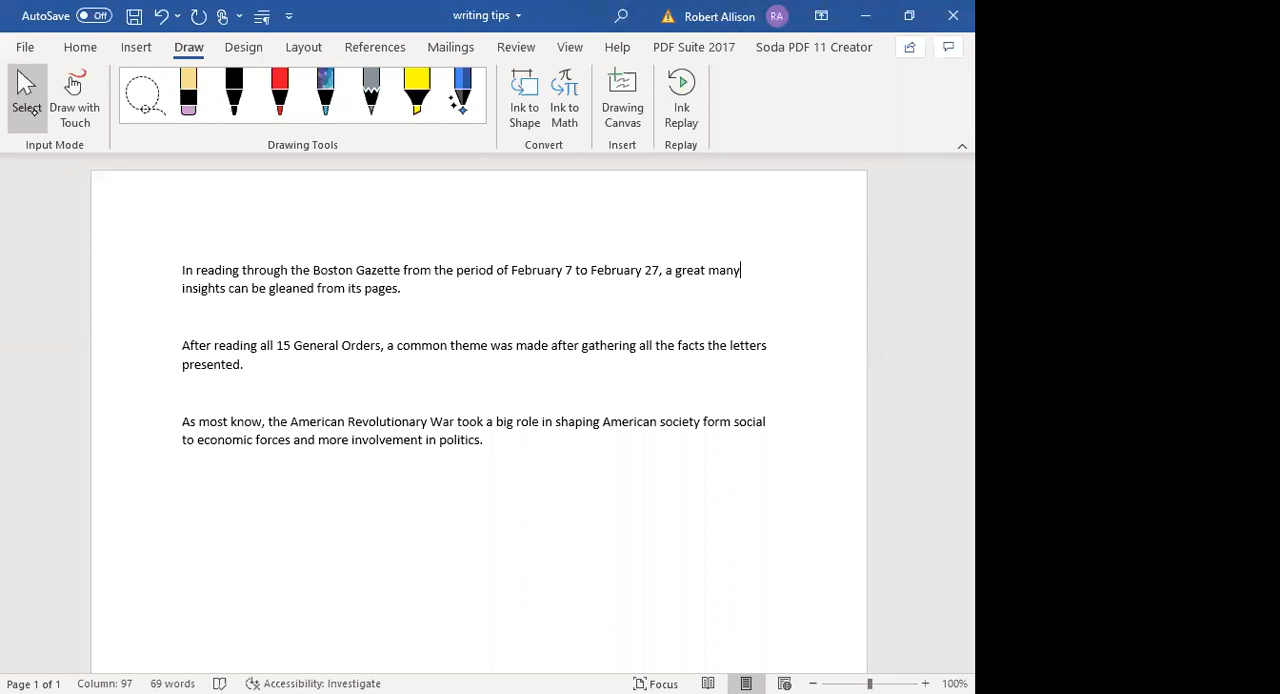 AutoSave Off writing tips Robert Allison RA
File Home Insert Draw Design Layout References Mailings Review View Help PDF Suite 2017 Soda PDF 11 Creator
Select Draw with Touch Ink to Shape Ink to Math Drawing Canvas Ink Replay
Input Mode Drawing Tools Convert Insert Replay
In reading through the Boston Gazette from the period of February 7 to February 27, a great many
insights can be gleaned from its pages.
After reading all 15 General Orders, a common theme was made after gathering all the facts the letters
presented.
As most know, the American Revolutionary War took a big role in shaping American society form social
to economic forces and more involvement in politics.
Page 1 of 1 Column: 97 69 words Accessibility: Investigate Focus 100%